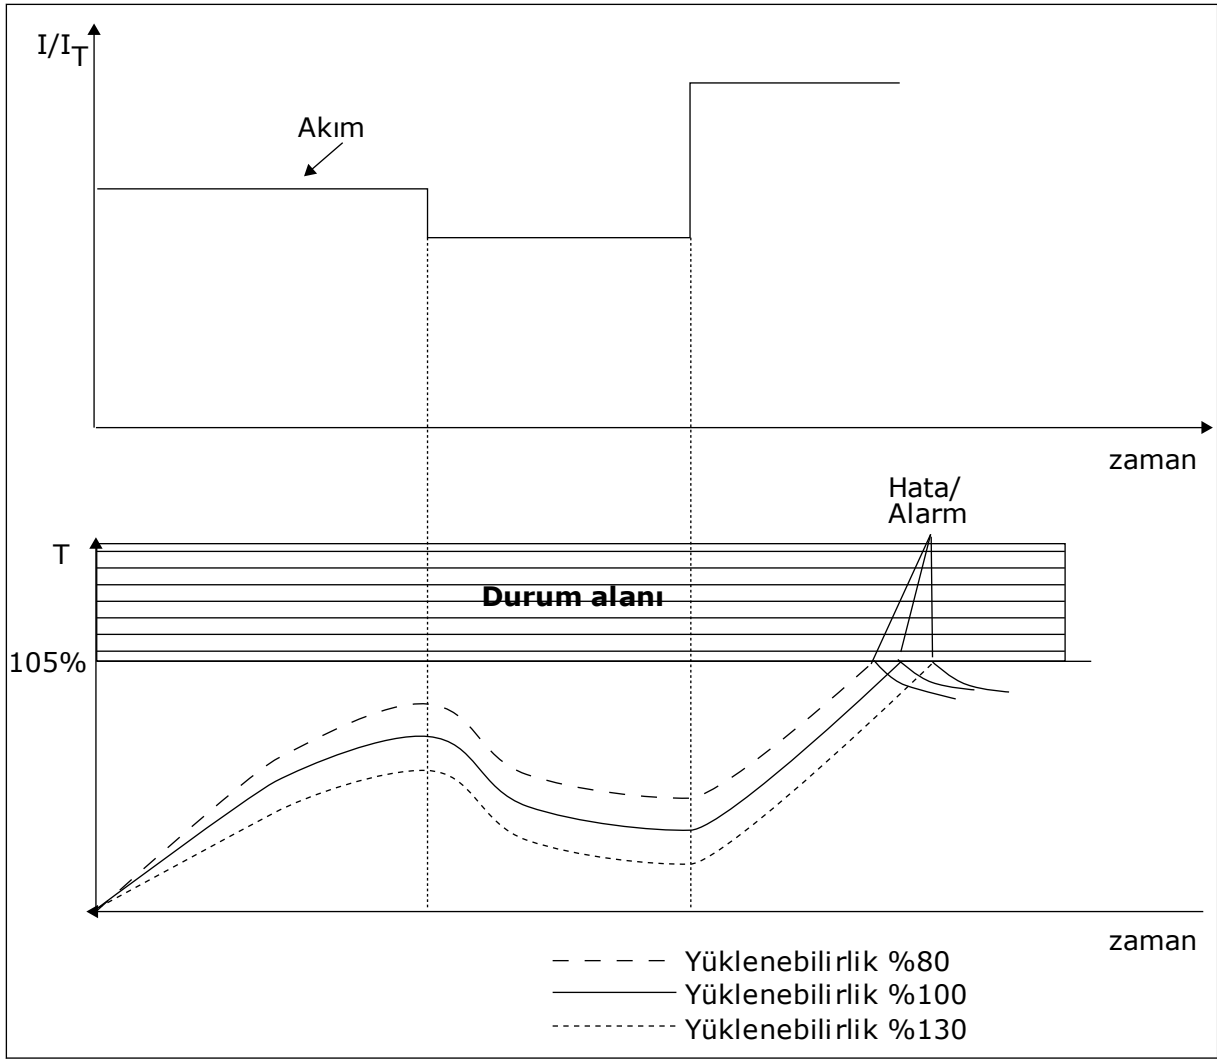 I/IT
Akım
zaman
Hata/
Alarm
T
Durum alanı
105%
zaman
Yüklenebilirlik %80
Yüklenebilirlik %100
Yüklenebilirlik %130